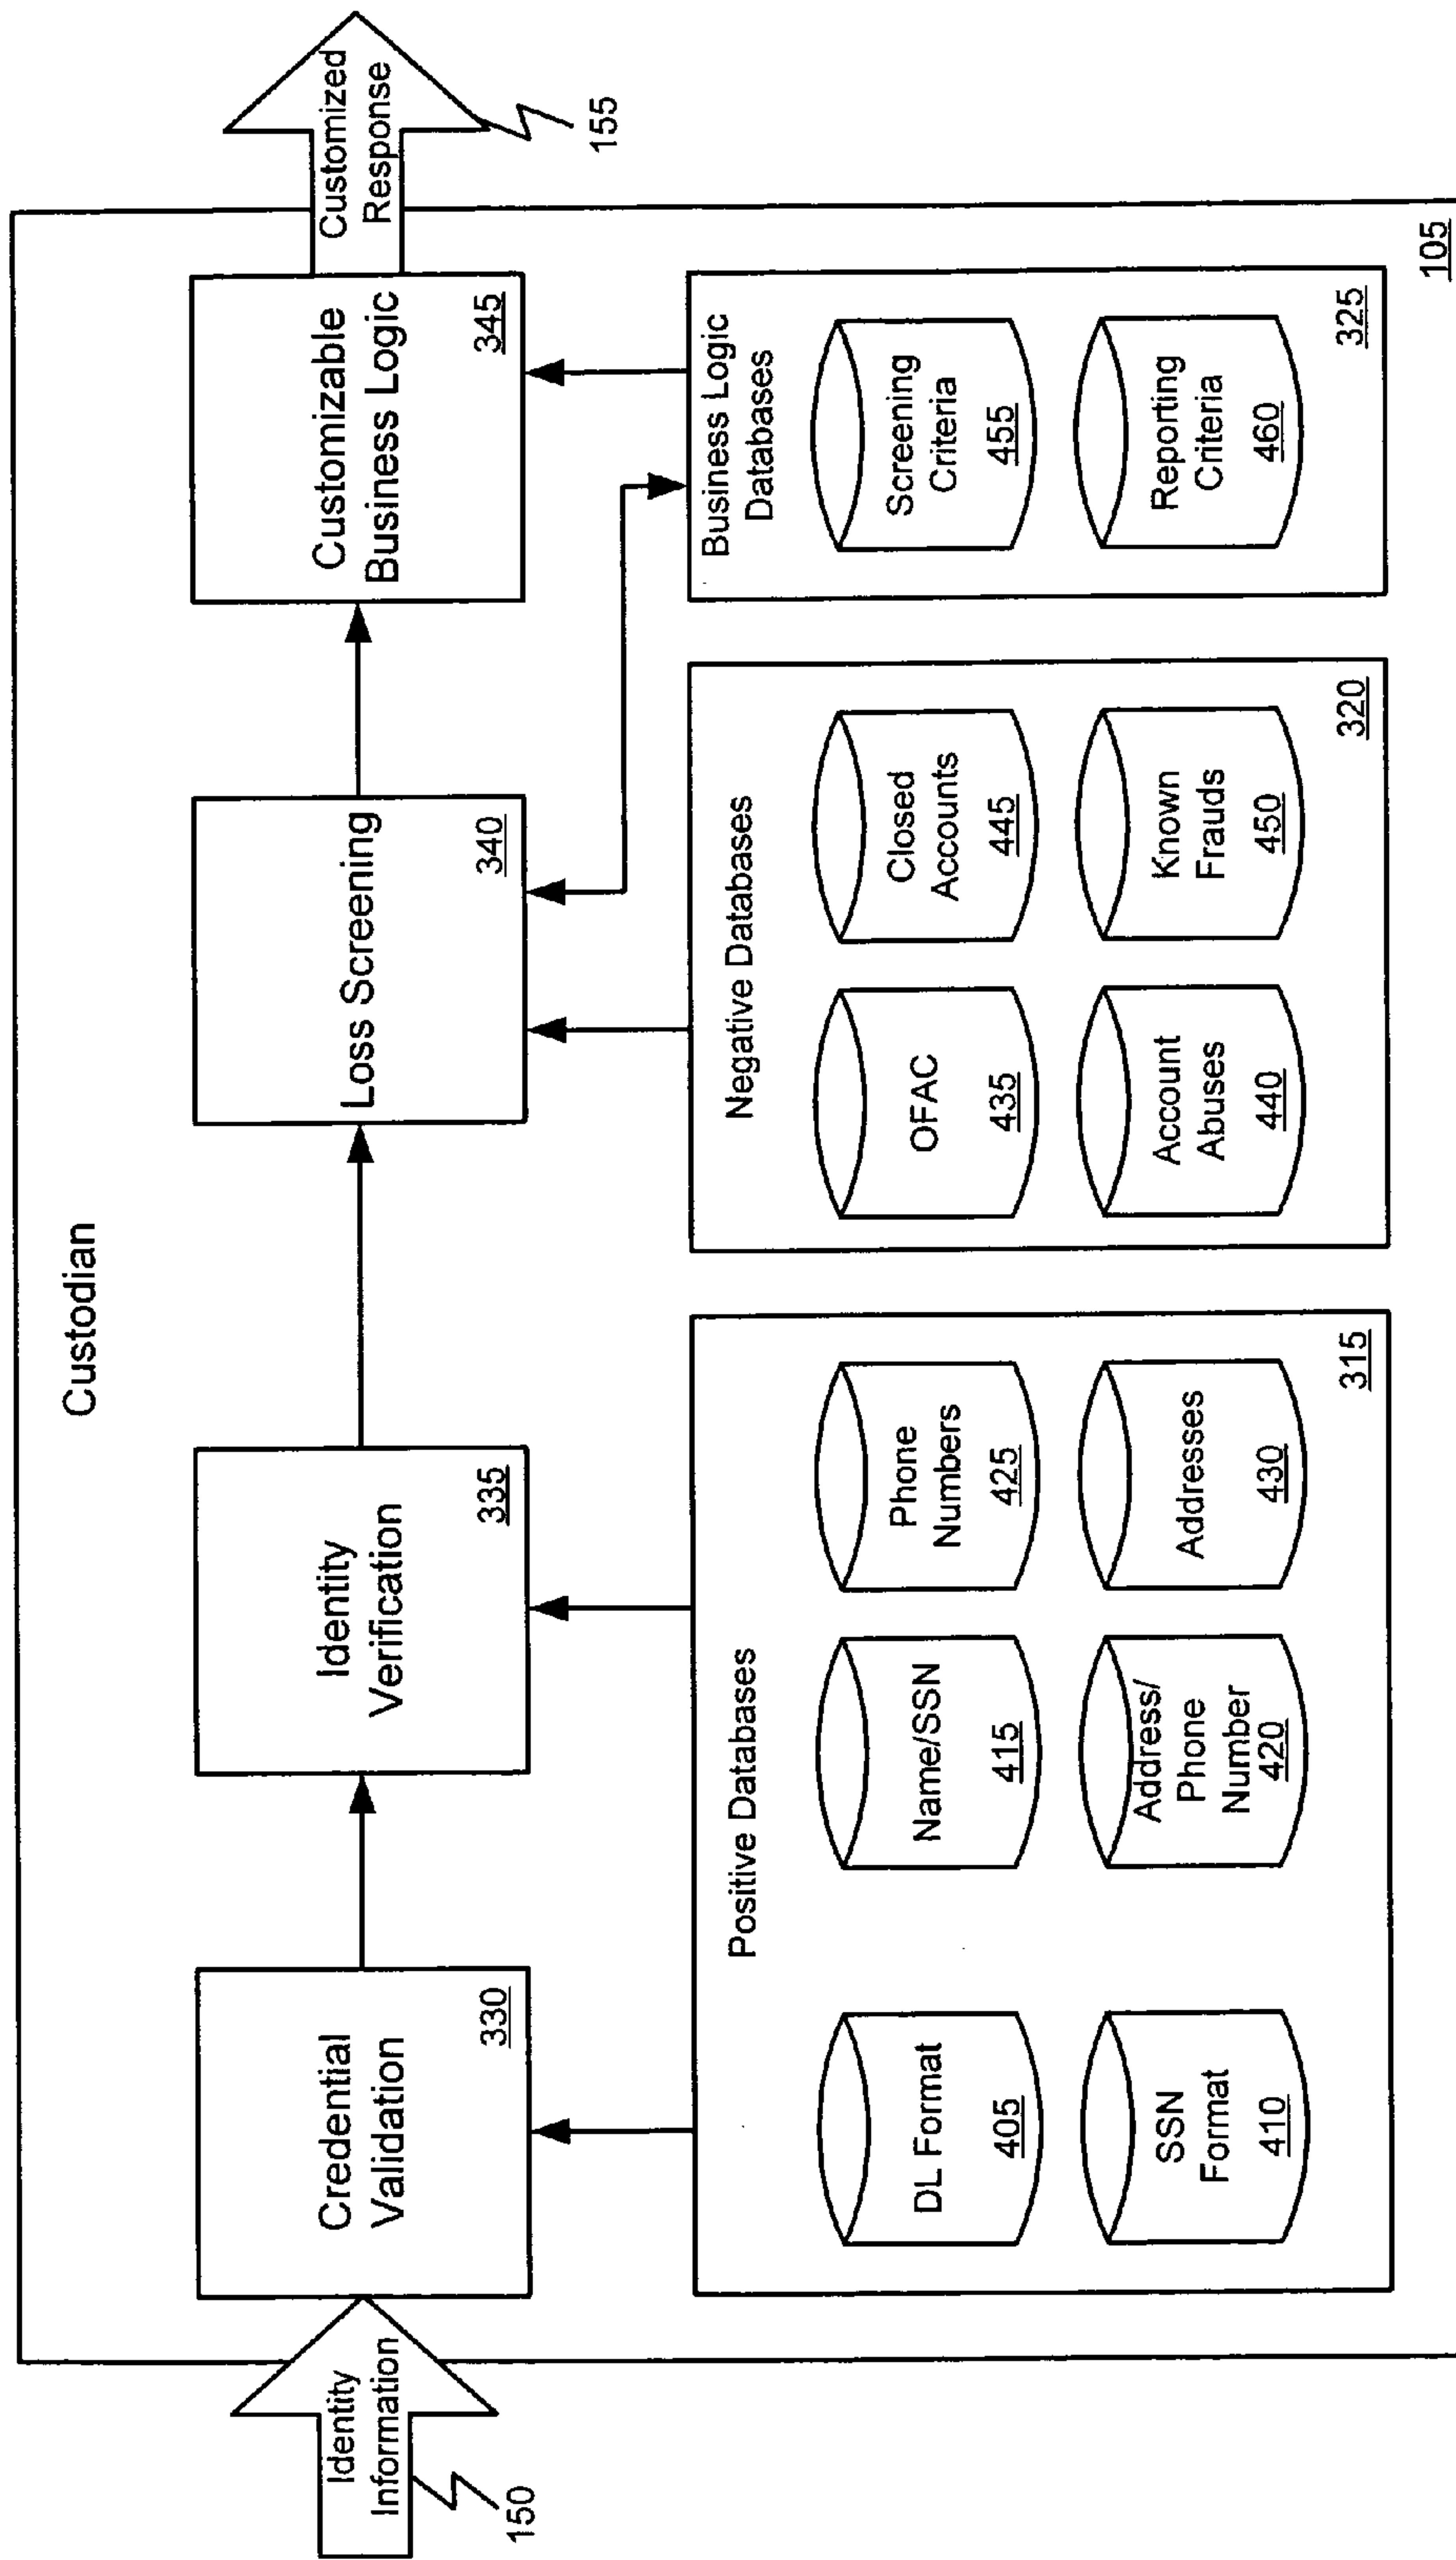 Custodian
Identity
Information
150
Credential
Validation
330
Identity
Verification
335
Loss Screening
340
Customizable
Business Logic
345
Customized
Response
155
Positive Databases
DL Format
405
SSN
Format
410
Name/SSN
415
Address/
Phone
Number
420
Phone
Numbers
425
Addresses
430
315
Negative Databases
OFAC
435
Account
Abuses
440
Closed
Accounts
445
Known
Frauds
450
320
Business Logic
Databases
Screening
Criteria
455
Reporting
Criteria
460
325
105